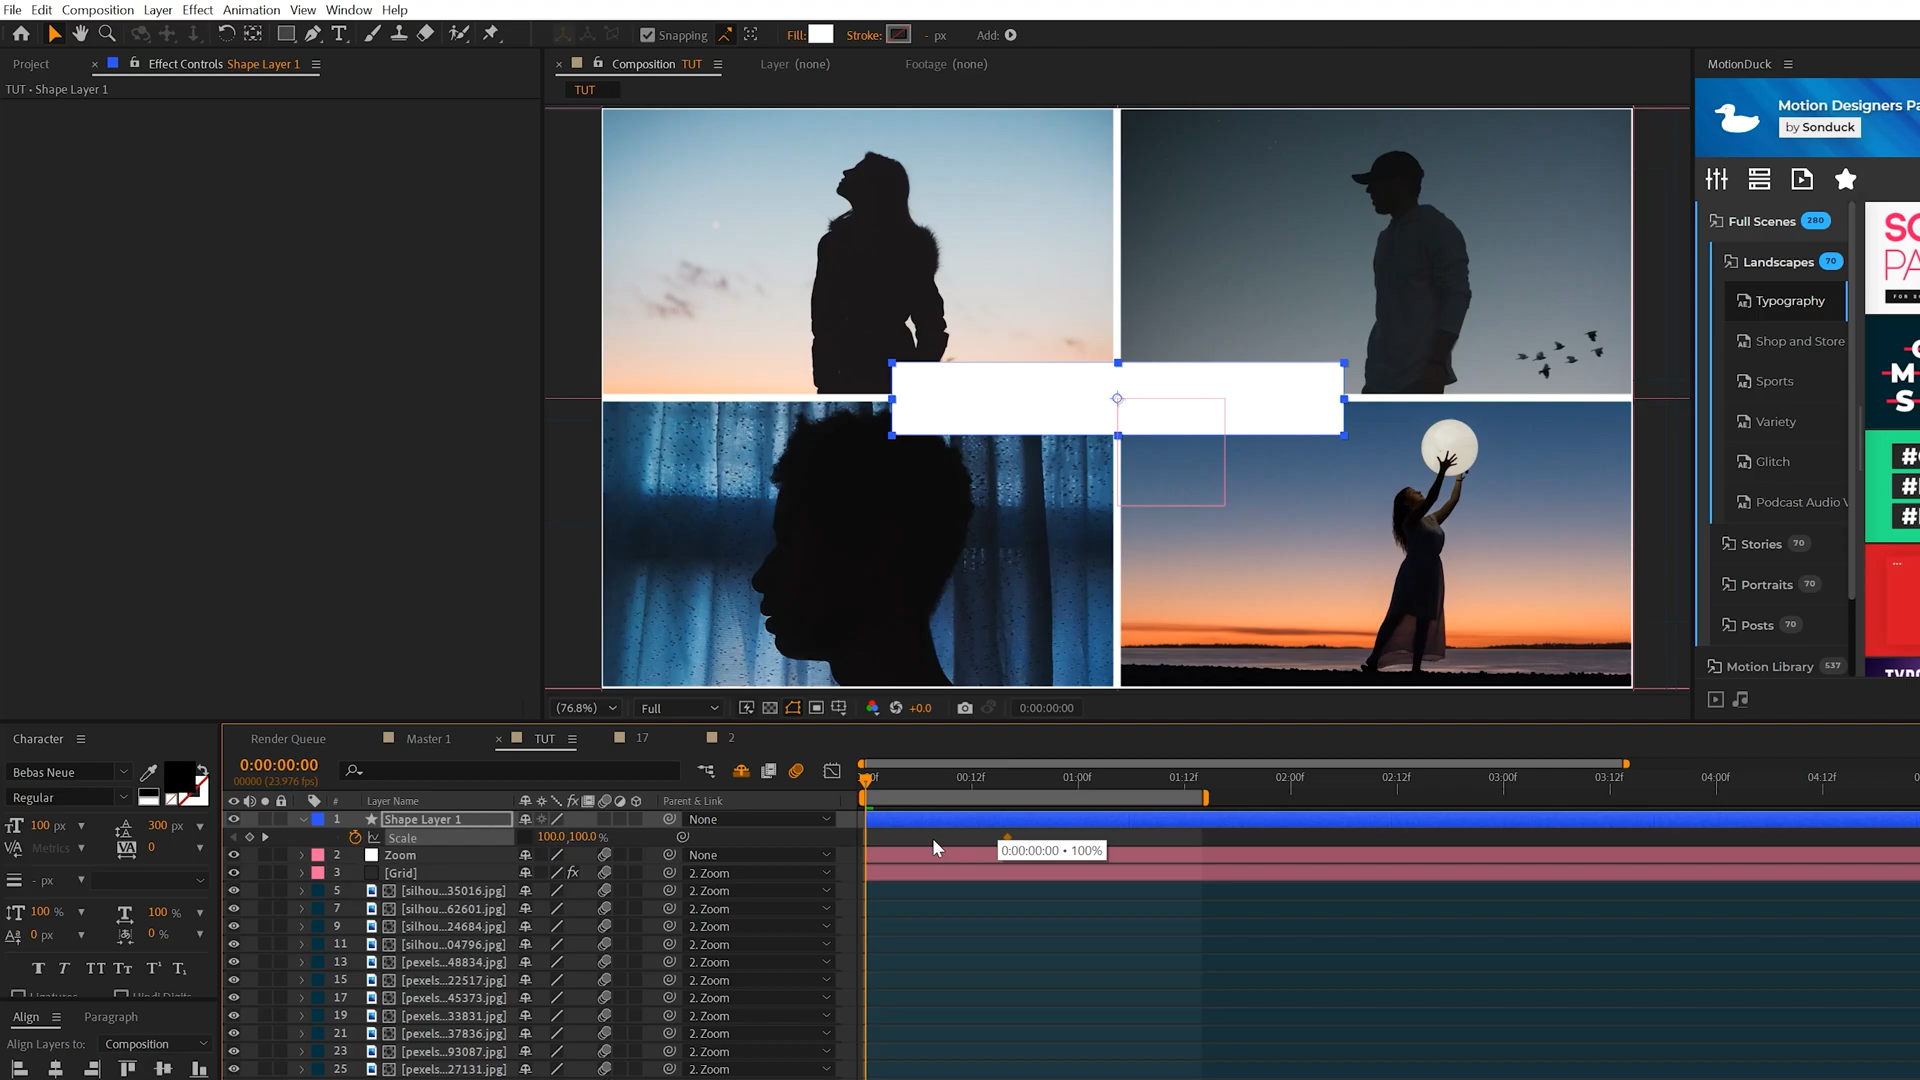 File Edit Composition Layer Effect Animation View Window Help
Snapping Fill: Stroke: - px Add:
Project × Effect Controls Shape Layer 1
TUT • Shape Layer 1
× Composition TUT Layer (none) Footage (none)
TUT
MotionDuck
Motion Designers Pa
by Sonduck
Full Scenes 280
Landscapes 70
Typography
Shop and Store
Sports
Variety
Glitch
Podcast Audio V
Stories 70
Portraits 70
Posts 70
Motion Library 537
(76.8%) Full +0.0 0:00:00:00
Character
Bebas Neue
Regular
100 px 300 px
Metrics 0
- px
100 % 100 %
0 px 0 %
Ligatures Hindi Digits
Align Paragraph
Align Layers to: Composition
Render Queue Master 1 × TUT 17 2
0:00:00:00
00000 (23.976 fps)
00:12f 01:00f 01:12f 02:00f 02:12f 03:00f 03:12f 04:00f 04:12f
# Layer Name fx Parent & Link
1 Shape Layer 1 None
Scale 100.0,100.0 %
0:00:00:00 • 100%
2 Zoom None
3 [Grid] fx 2. Zoom
5 [silhou...35016.jpg] 2. Zoom
7 [silhou...62601.jpg] 2. Zoom
9 [silhou...24684.jpg] 2. Zoom
11 [silhou...04796.jpg] 2. Zoom
13 [pexels...48834.jpg] 2. Zoom
15 [pexels...22517.jpg] 2. Zoom
17 [pexels...45373.jpg] 2. Zoom
19 [pexels...33831.jpg] 2. Zoom
21 [pexels...37836.jpg] 2. Zoom
23 [pexels...93087.jpg] 2. Zoom
25 [pexels...27131.jpg] 2. Zoom